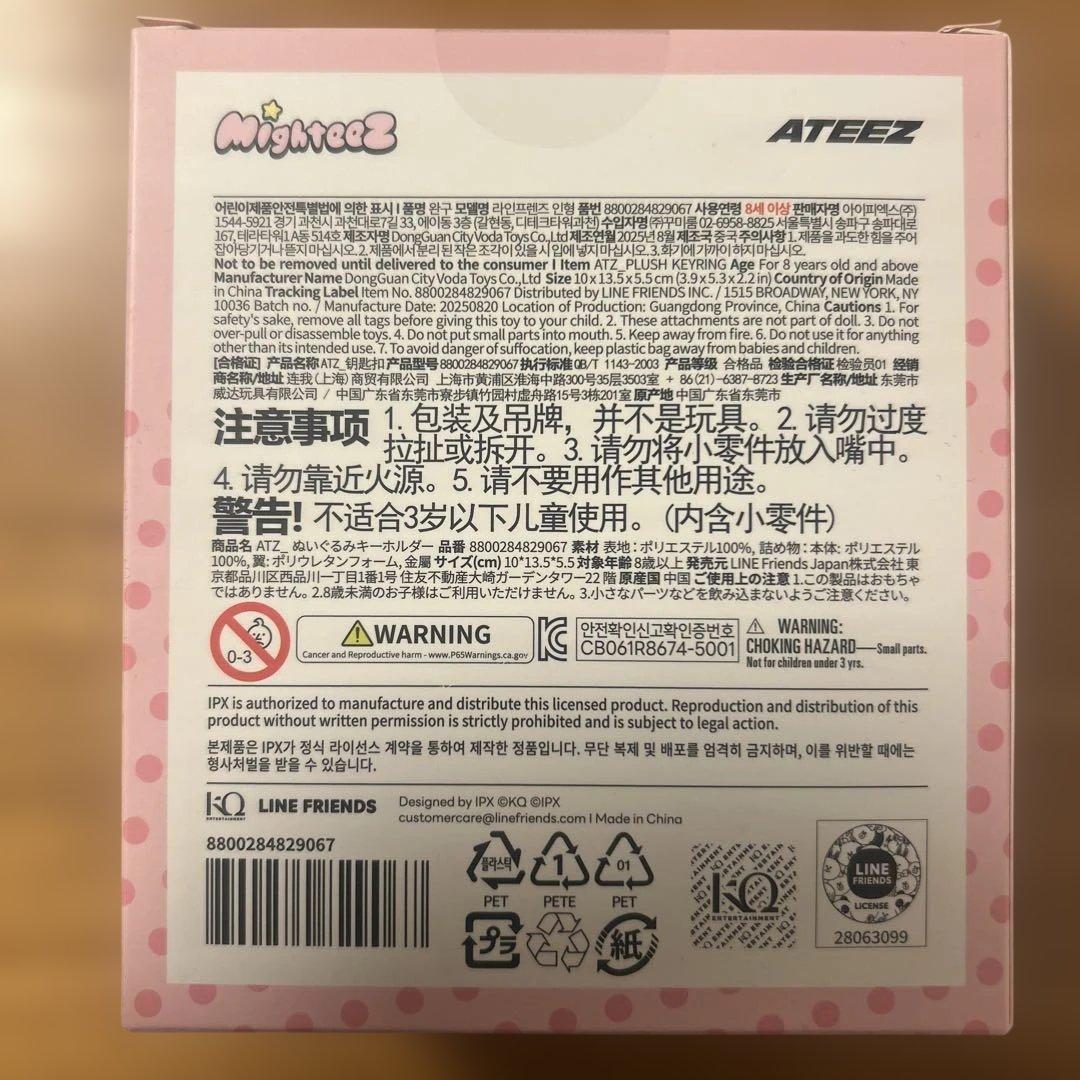 MighteeZ
ATEEZ
어린이제품안전특별법에 의한 표시 I 품명 완구 모델명 라인프렌즈 인형 품번 8800284829067 사용연령 8세 이상 판매자명 아이피엑스(주)
1544-5921 경기 과천시 과천대로7길 33, 에이동 3층 (갈현동, 디테크타워과천) 수입자명 ㈜꾸미룸 02-6958-8825 서울특별시 송파구 송파대로
167, 테라타워1A동 514호 제조자명 DongGuan City Voda Toys Co., Ltd 제조연월 2025년 8월 제조국 중국 주의사항 1. 제품을 과도한 힘을 주어
잡아당기거나 뜯지 마십시오. 2. 제품에서 분리 된 작은 조각이 있을 시 입에 넣지 마십시오. 3. 화기에 가까이 하지 마십시오.
Not to be removed until delivered to the consumer I Item ATZ_PLUSH KEYRING Age For 8 years old and above
Manufacturer Name DongGuan City Voda Toys Co., Ltd Size 10 x 13.5 x 5.5 cm (3.9 x 5.3 x 2.2 in) Country of Origin Made
in China Tracking Label Item No. 8800284829067 Distributed by LINE FRIENDS INC. / 1515 BROADWAY, NEW YORK, NY
10036 Batch no. / Manufacture Date: 20250820 Location of Production: Guangdong Province, China Cautions 1. For
safety's sake, remove all tags before giving this toy to your child. 2. These attachments are not part of doll. 3. Do not
over-pull or disassemble toys. 4. Do not put small parts into mouth. 5. Keep away from fire. 6. Do not use it for anything
other than its intended use. 7. To avoid danger of suffocation, keep plastic bag away from babies and children.
[合格证] 产品名称 ATZ_钥匙扣 产品型号 8800284829067 执行标准 QB/T 1143-2003 产品等级 合格品 检验合格证 检验员01 经销
商名称/地址 连我(上海)商贸有限公司 上海市黄浦区淮海中路300号35层3503室 + 86(21)-6387-8723 生产厂名称/地址 东莞市
威达玩具有限公司 / 中国广东省东莞市寮步镇竹园村虚舟路15号3栋201室 原产地 中国广东省东莞市
注意事项 1. 包装及吊牌，并不是玩具。2. 请勿过度
拉扯或拆开。3. 请勿将小零件放入嘴中。
4. 请勿靠近火源。5. 请不要用作其他用途。
警告! 不适合3岁以下儿童使用。(内含小零件)
商品名 ATZ_ ぬいぐるみキーホルダー 品番 8800284829067 素材 表地：ポリエステル100%, 詰め物：本体: ポリエステル
100%, 翼: ポリウレタンフォーム, 金属 サイズ(cm) 10*13.5*5.5 対象年齢 8歳以上 発売元 LINE Friends Japan株式会社 東
京都品川区西品川一丁目1番1号 住友不動産大崎ガーデンタワー22 階 原産国 中国 ご使用上の注意 1.この製品はおもちゃ
ではありません。2.8歳未満のお子様はご利用いただけません。3.小さなパーツなどを飲み込まないようご注意ください。
0-3
WARNING
Cancer and Reproductive harm - www.P65Warnings.ca.gov
안전확인신고확인증번호
CB061R8674-5001
WARNING:
CHOKING HAZARD—Small parts.
Not for children under 3 yrs.
IPX is authorized to manufacture and distribute this licensed product. Reproduction and distribution of this
product without written permission is strictly prohibited and is subject to legal action.
본제품은 IPX가 정식 라이선스 계약을 통하여 제작한 정품입니다. 무단 복제 및 배포를 엄격히 금지하며, 이를 위반할 때에는
형사처벌을 받을 수 있습니다.
KQ ENTERTAINMENT LINE FRIENDS
Designed by IPX ©KQ ©IPX
customercare@linefriends.com I Made in China
8800284829067
플라스틱 PET
1 PETE
01 PET
プラ
紙
KQ ENTERTAINMENT
LINE FRIENDS LICENSE
28063099